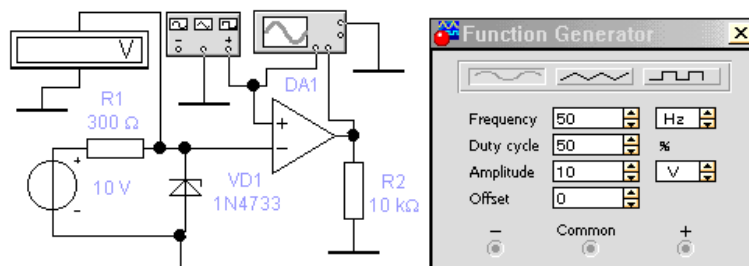 V
DA1
R1
300 Ω
10 V
VD1
1N4733
R2
10 kΩ
Function Generator
Frequency 50 Hz
Duty cycle 50 %
Amplitude 10 V
Offset 0
− Common +